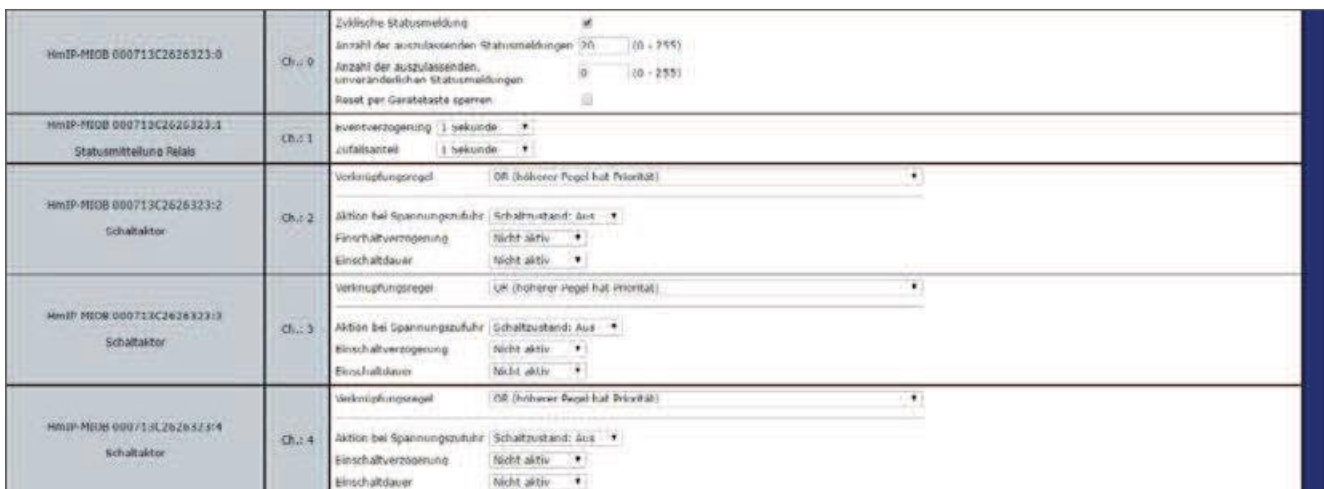 HmIP-MIOB 000713C2626323:0
Ch.: 0
Zyklische Statusmeldung
Anzahl der auszulassenden Statusmeldungen 20 (0 - 255)
Anzahl der auszulassenden,
unveränderlichen Statusmeldungen 0 (0 - 255)
Reset per Gerätetaste sperren
HmIP-MIOB 000713C2626323:1
Statusmitteilung Relais
Ch.: 1
Eventverzögerung 1 Sekunde
Zufallsanteil 1 Sekunde
HmIP-MIOB 000713C2626323:2
Schaltaktor
Ch.: 2
Verknüpfungsregel OR (höherer Pegel hat Priorität)
Aktion bei Spannungszufuhr Schaltzustand: Aus
Einschaltverzögerung Nicht aktiv
Einschaltdauer Nicht aktiv
HmIP-MIOB 000713C2626323:3
Schaltaktor
Ch.: 3
Verknüpfungsregel OR (höherer Pegel hat Priorität)
Aktion bei Spannungszufuhr Schaltzustand: Aus
Einschaltverzögerung Nicht aktiv
Einschaltdauer Nicht aktiv
HmIP-MIOB 000713C2626323:4
Schaltaktor
Ch.: 4
Verknüpfungsregel OR (höherer Pegel hat Priorität)
Aktion bei Spannungszufuhr Schaltzustand: Aus
Einschaltverzögerung Nicht aktiv
Einschaltdauer Nicht aktiv